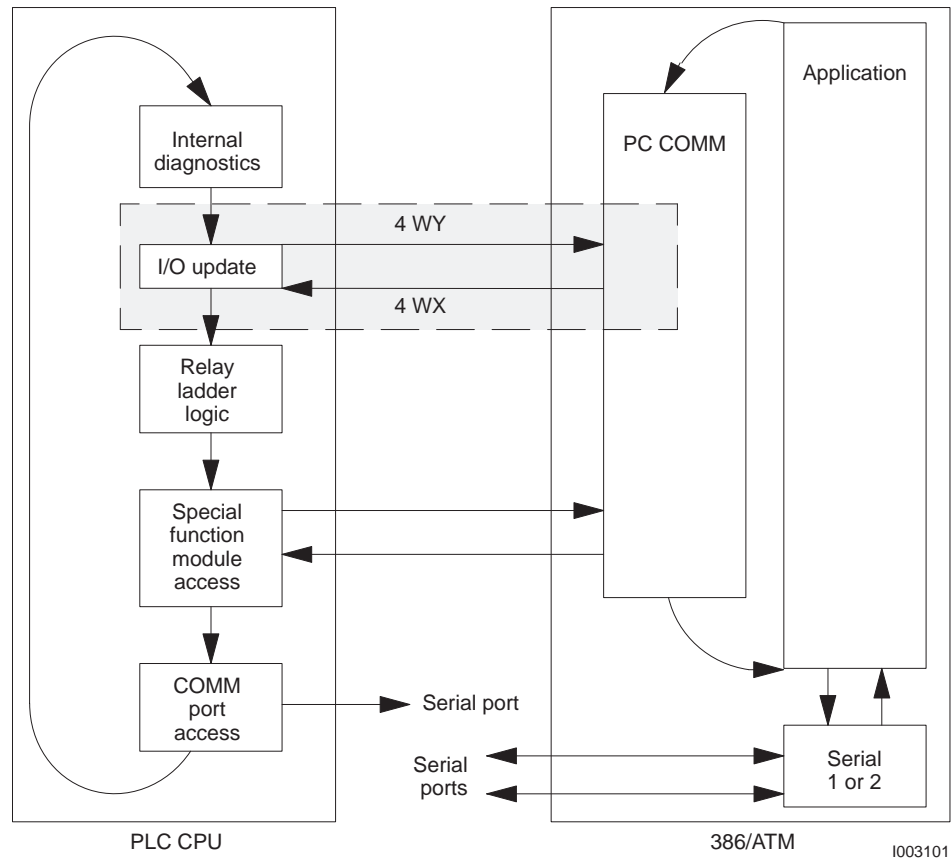 Internal
diagnostics
4 WY
I/O update
4 WX
Relay
ladder
logic
Special
function
module
access
COMM
port
access
Serial port
Serial
ports
PLC CPU
Application
PC COMM
Serial
1 or 2
386/ATM
I003101